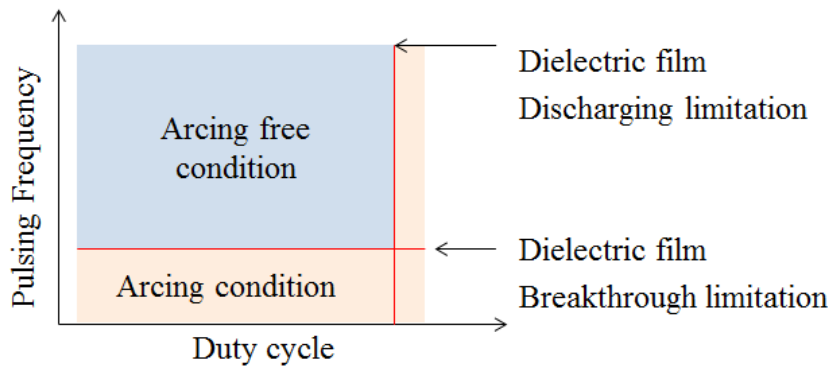 Pulsing Frequency
Arcing free
condition
Arcing condition
Duty cycle
Dielectric film
Discharging limitation
Dielectric film
Breakthrough limitation